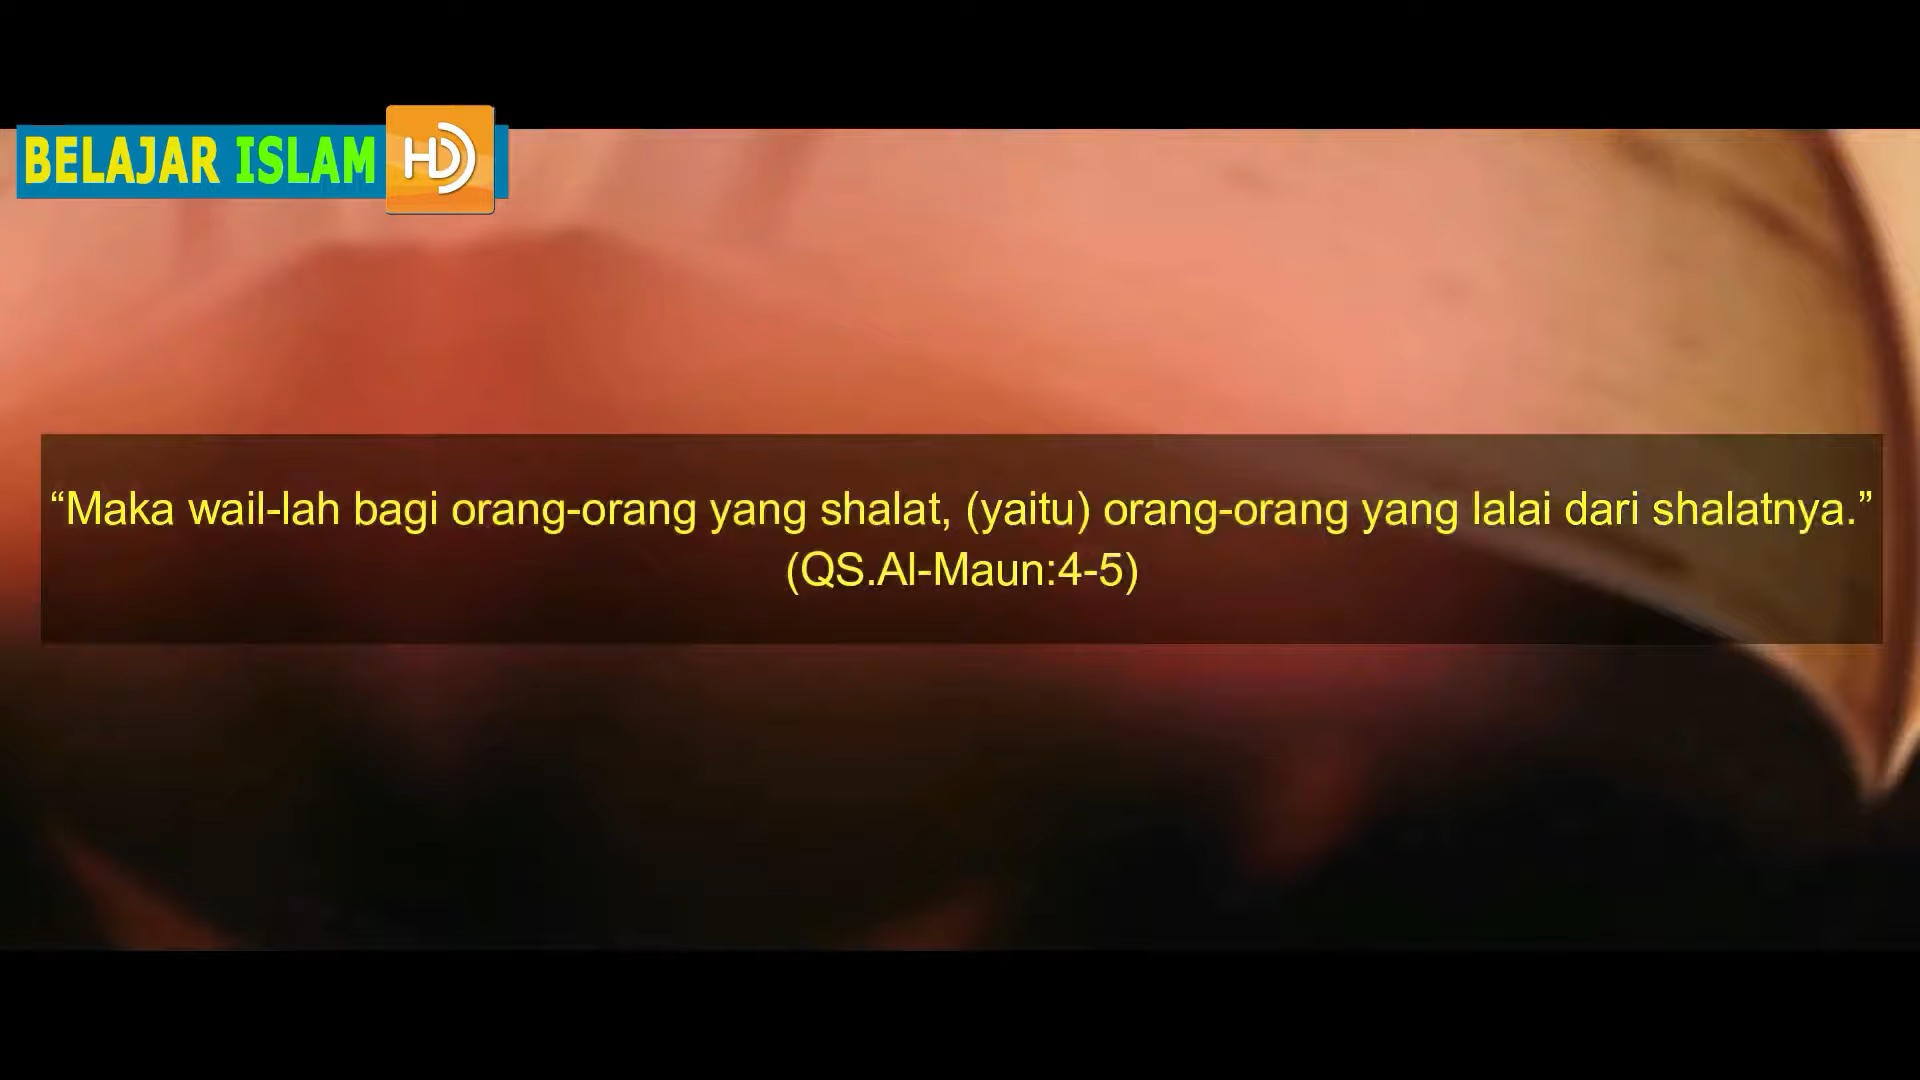 BELAJAR ISLAM HD
“Maka wail-lah bagi orang-orang yang shalat, (yaitu) orang-orang yang lalai dari shalatnya.”
(QS.Al-Maun:4-5)